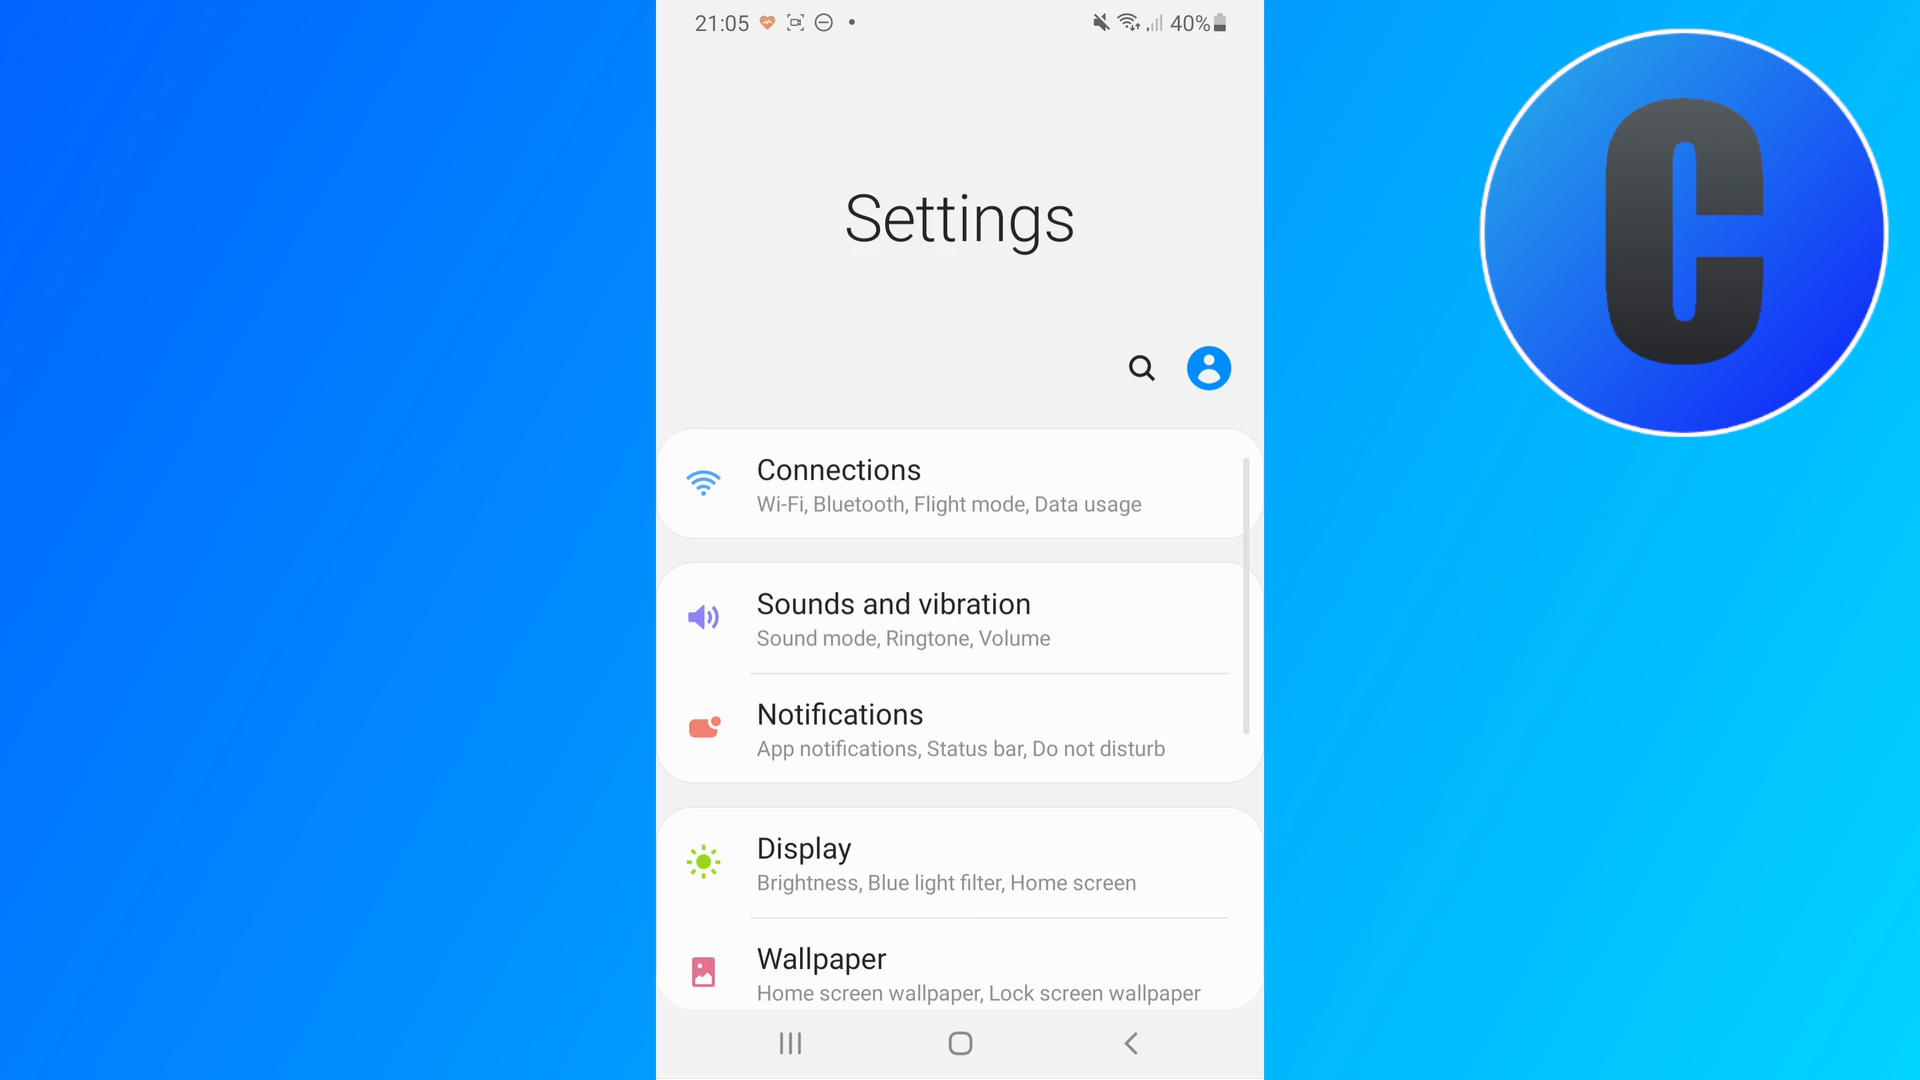 21:05 40%
Settings
Connections
Wi-Fi, Bluetooth, Flight mode, Data usage
Sounds and vibration
Sound mode, Ringtone, Volume
Notifications
App notifications, Status bar, Do not disturb
Display
Brightness, Blue light filter, Home screen
Wallpaper
Home screen wallpaper, Lock screen wallpaper
C